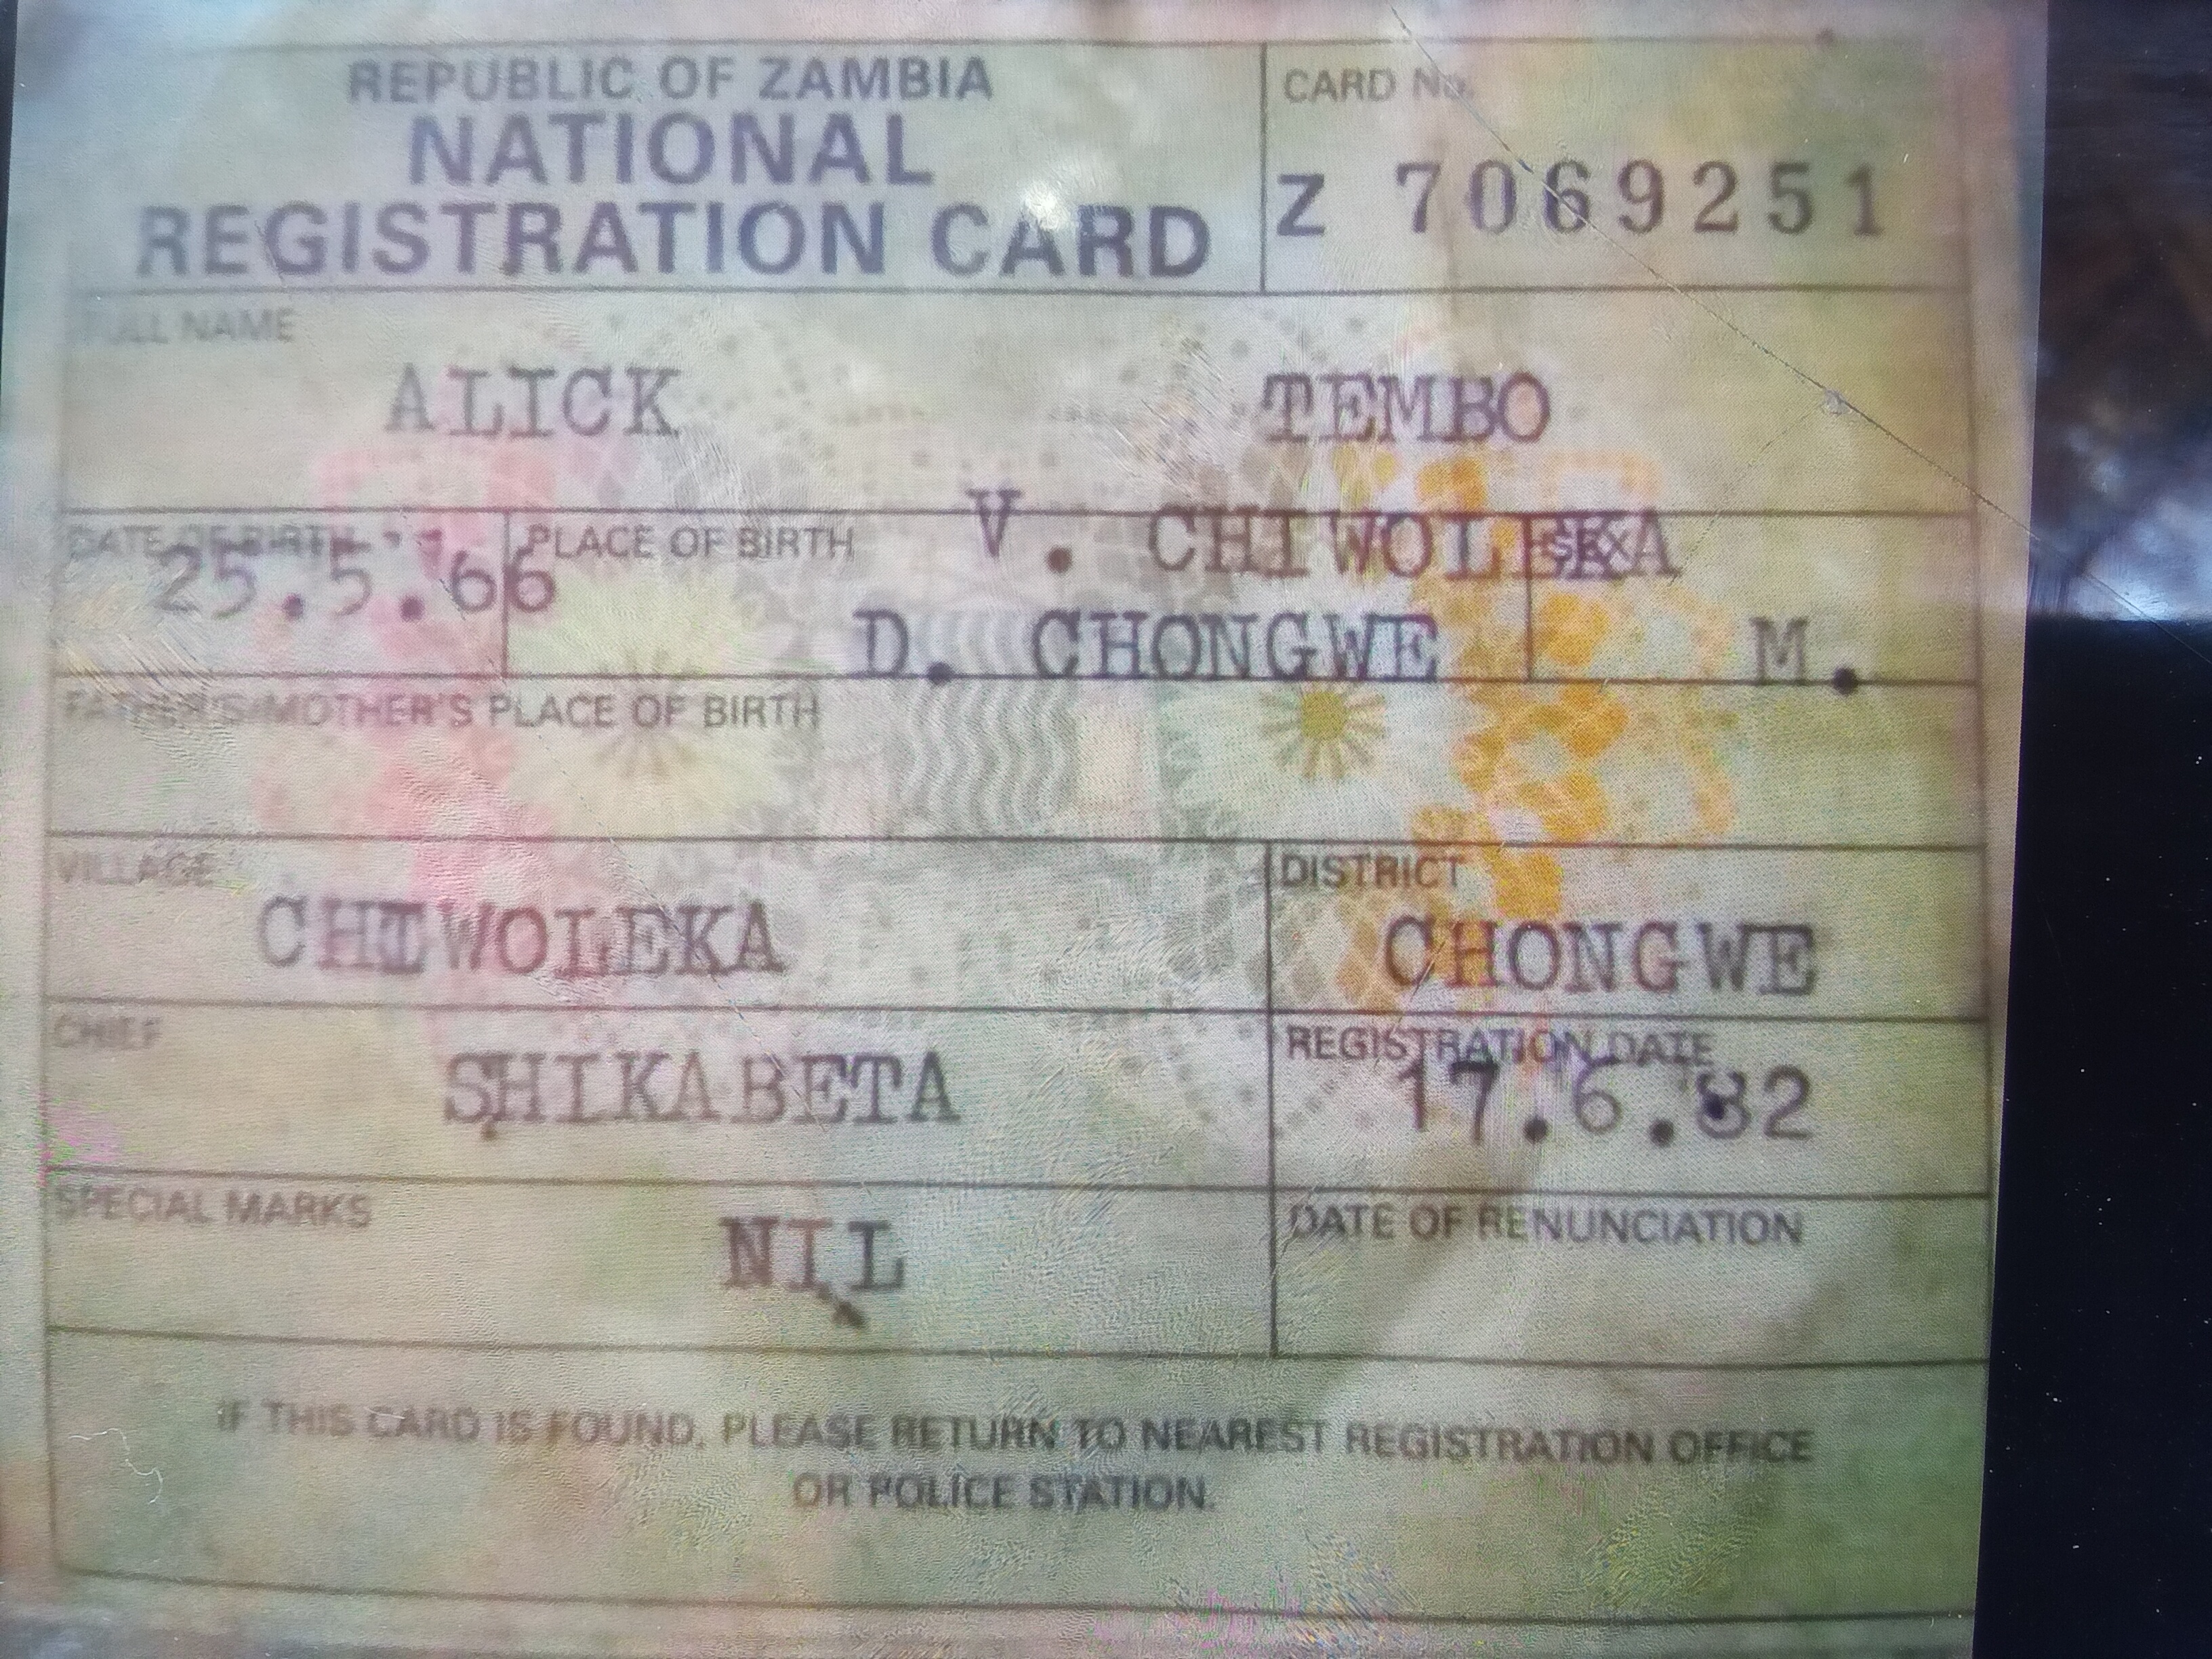 REPUBLIC OF ZAMBIA
NATIONAL
REGISTRATION CARD
CARD No.
Z 7069251
FULL NAME
ALICK TEMBO
DATE OF BIRTH
25.5.66
PLACE OF BIRTH
V. CHIWOLEKA
D. CHONGWE
SEX
M.
FATHER'S/MOTHER'S PLACE OF BIRTH
VILLAGE
CHIWOLEKA
DISTRICT
CHONGWE
CHIEF
SHIKABETA
REGISTRATION DATE
17.6.82
SPECIAL MARKS
NIL
DATE OF RENUNCIATION
IF THIS CARD IS FOUND, PLEASE RETURN TO NEAREST REGISTRATION OFFICE
OR POLICE STATION.